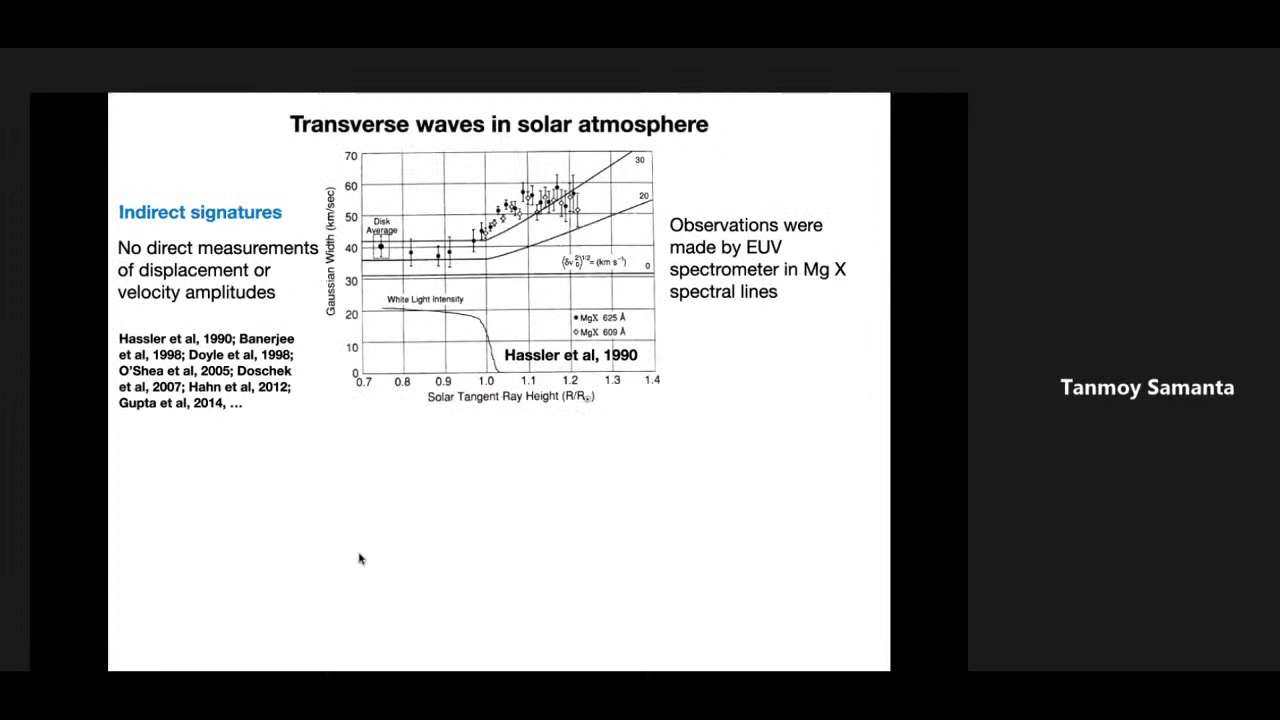 Transverse waves in solar atmosphere
Indirect signatures
No direct measurements
of displacement or
velocity amplitudes
Hassler et al, 1990; Banerjee
et al, 1998; Doyle et al, 1998;
O'Shea et al, 2005; Doschek
et al, 2007; Hahn et al, 2012;
Gupta et al, 2014, …
Gaussian Width (km/sec)
70
60
50
40
30
20
10
0
Disk
Average
30
20
0
White Light Intensity
MgX 625 Å
MgX 609 Å
Hassler et al, 1990
0.7 0.8 0.9 1.0 1.1 1.2 1.3 1.4
Solar Tangent Ray Height (R/R☉)
Observations were
made by EUV
spectrometer in Mg X
spectral lines
Tanmoy Samanta